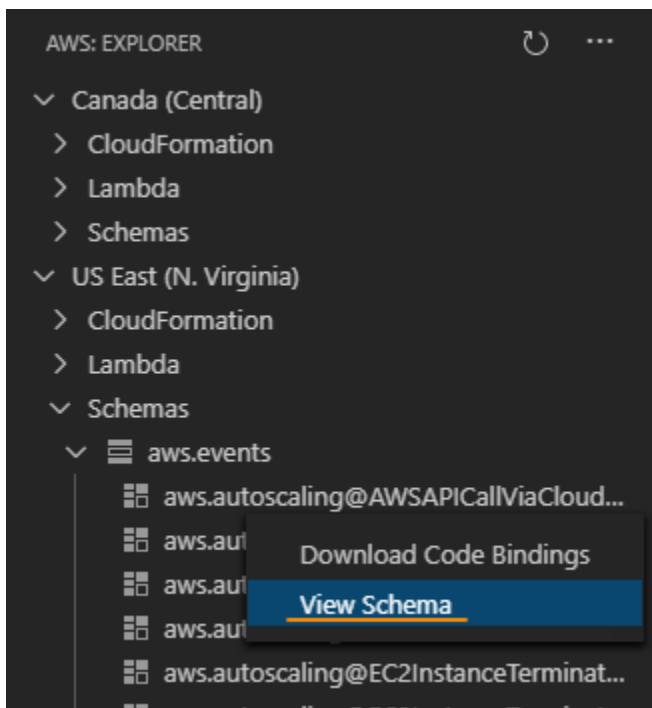 AWS: EXPLORER
Canada (Central)
CloudFormation
Lambda
Schemas
US East (N. Virginia)
CloudFormation
Lambda
Schemas
aws.events
aws.autoscaling@AWSAPICallViaCloud...
aws.aut
Download Code Bindings
aws.aut
View Schema
aws.aut
aws.autoscaling@EC2InstanceTerminat...